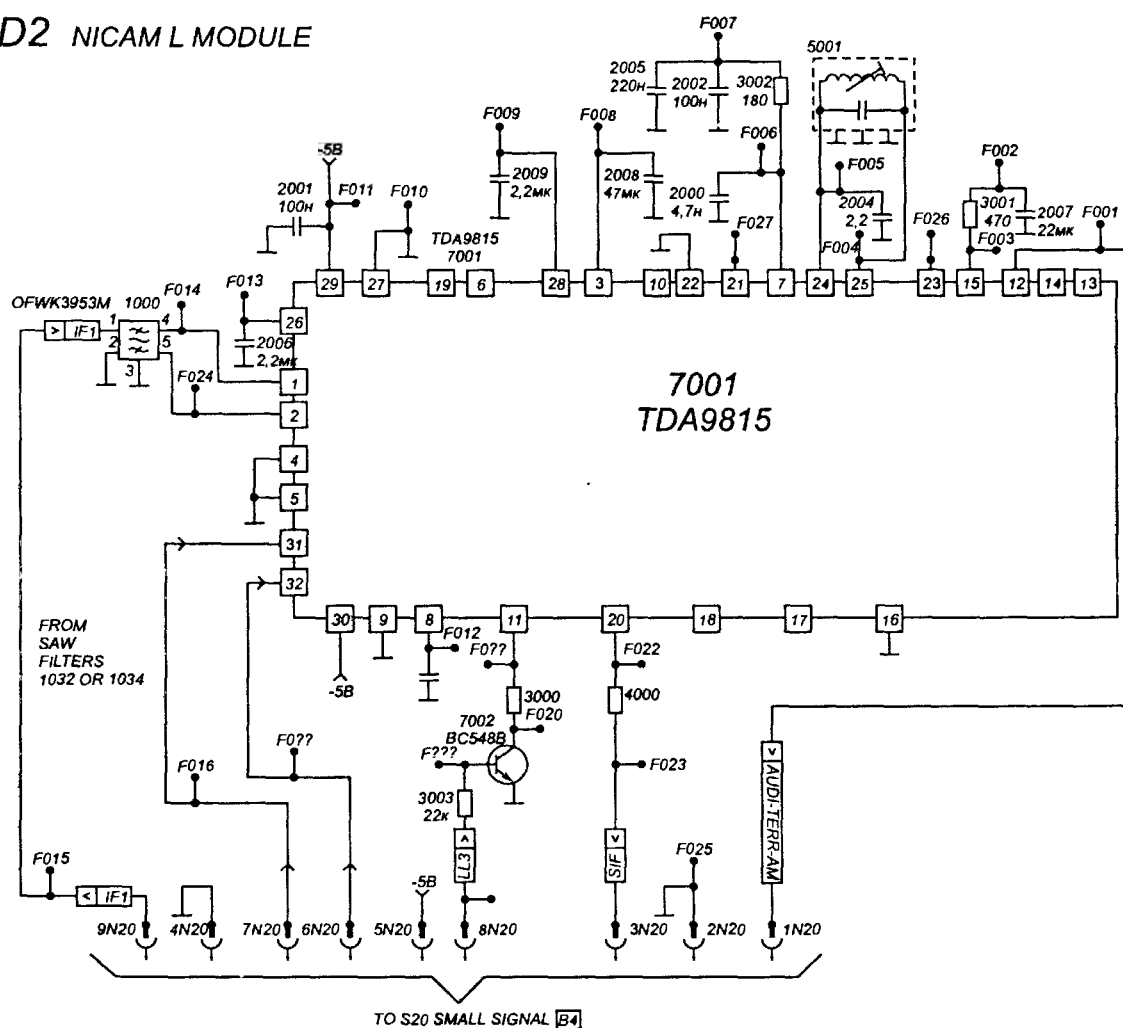 D2 NICAM L MODULE
F007
5001
2005
220н
2002
100н
3002
180
F009
F008
F006
F002
-5В
F005
2001
100н
F011
F010
2009
2,2мк
2008
47мк
2000
4,7н
F027
2004
2,2
F004
F026
3001
470
F003
2007
22мк
F001
TDA9815
7001
29
27
19
6
28
3
10
22
21
7
24
25
23
15
12
14
13
OFWK3953M
1000
F014
F013
> IF1
1
4
2
5
3
26
2006
2,2мк
F024
1
2
4
5
31
32
7001
TDA9815
FROM
SAW
FILTERS
1032 OR 1034
30
9
8
11
20
18
17
16
-5В
F012
F0??
F022
3000
4000
F020
7002
BC548B
F???
F023
F0??
F016
3003
22к
LL3
SIF
AUDI-TERR-AM
F015
< IF1
-5В
F025
9N20
4N20
7N20
6N20
5N20
8N20
3N20
2N20
1N20
TO S20 SMALL SIGNAL B4